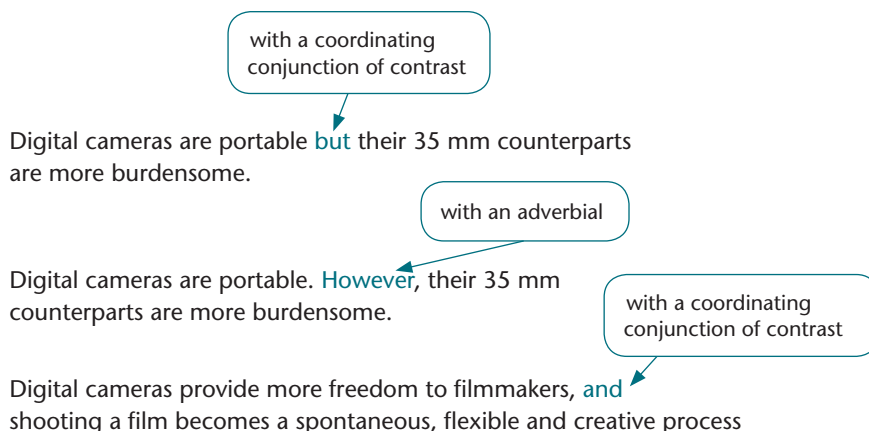 with a coordinating
conjunction of contrast
Digital cameras are portable but their 35 mm counterparts
are more burdensome.
with an adverbial
Digital cameras are portable. However, their 35 mm
counterparts are more burdensome.
with a coordinating
conjunction of contrast
Digital cameras provide more freedom to filmmakers, and
shooting a film becomes a spontaneous, flexible and creative process